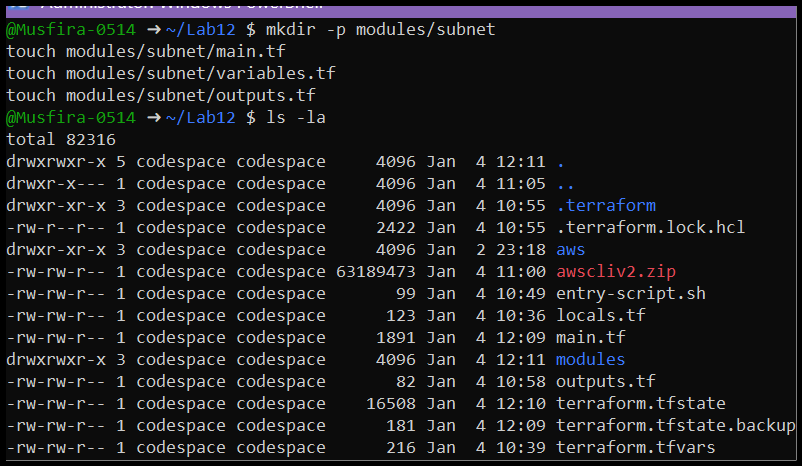 Administrator: Windows PowerShell
@Musfira-0514 ➜ ~/Lab12 $ mkdir -p modules/subnet
touch modules/subnet/main.tf
touch modules/subnet/variables.tf
touch modules/subnet/outputs.tf
@Musfira-0514 ➜ ~/Lab12 $ ls -la
total 82316
drwxrwxr-x 5 codespace codespace     4096 Jan  4 12:11 .
drwxr-x--- 1 codespace codespace     4096 Jan  4 11:05 ..
drwxr-xr-x 3 codespace codespace     4096 Jan  4 10:55 .terraform
-rw-r--r-- 1 codespace codespace     2422 Jan  4 10:55 .terraform.lock.hcl
drwxr-xr-x 3 codespace codespace     4096 Jan  2 23:18 aws
-rw-rw-r-- 1 codespace codespace 63189473 Jan  4 11:00 awscliv2.zip
-rw-rw-r-- 1 codespace codespace       99 Jan  4 10:49 entry-script.sh
-rw-rw-r-- 1 codespace codespace      123 Jan  4 10:36 locals.tf
-rw-rw-r-- 1 codespace codespace     1891 Jan  4 12:09 main.tf
drwxrwxr-x 3 codespace codespace     4096 Jan  4 12:11 modules
-rw-rw-r-- 1 codespace codespace       82 Jan  4 10:58 outputs.tf
-rw-rw-r-- 1 codespace codespace    16508 Jan  4 12:10 terraform.tfstate
-rw-rw-r-- 1 codespace codespace      181 Jan  4 12:09 terraform.tfstate.backup
-rw-rw-r-- 1 codespace codespace      216 Jan  4 10:39 terraform.tfvars